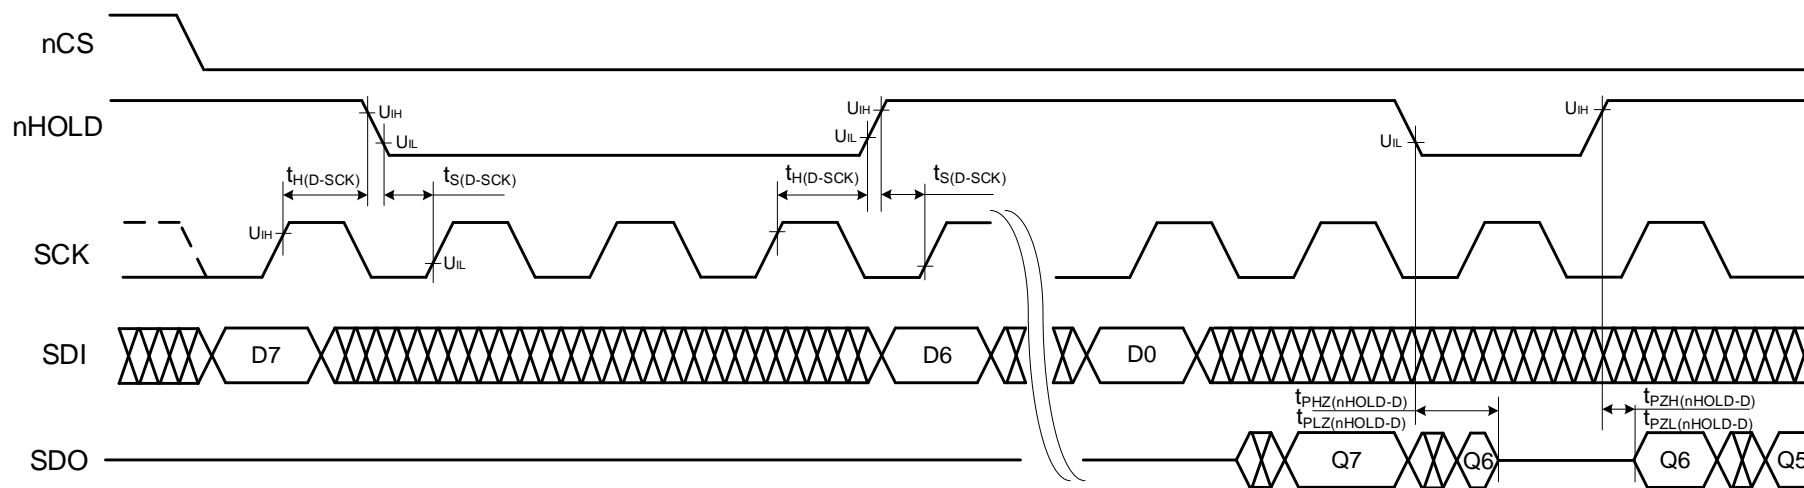 nCS
nHOLD
UIH
UIL
UIH
UIL
UIL
UIH
tH(D-SCK)
tS(D-SCK)
tH(D-SCK)
tS(D-SCK)
SCK
UIH
UIL
SDI
D7
D6
D0
tPHZ(nHOLD-D)
tPLZ(nHOLD-D)
tPZH(nHOLD-D)
tPZL(nHOLD-D)
SDO
Q7
Q6
Q6
Q5